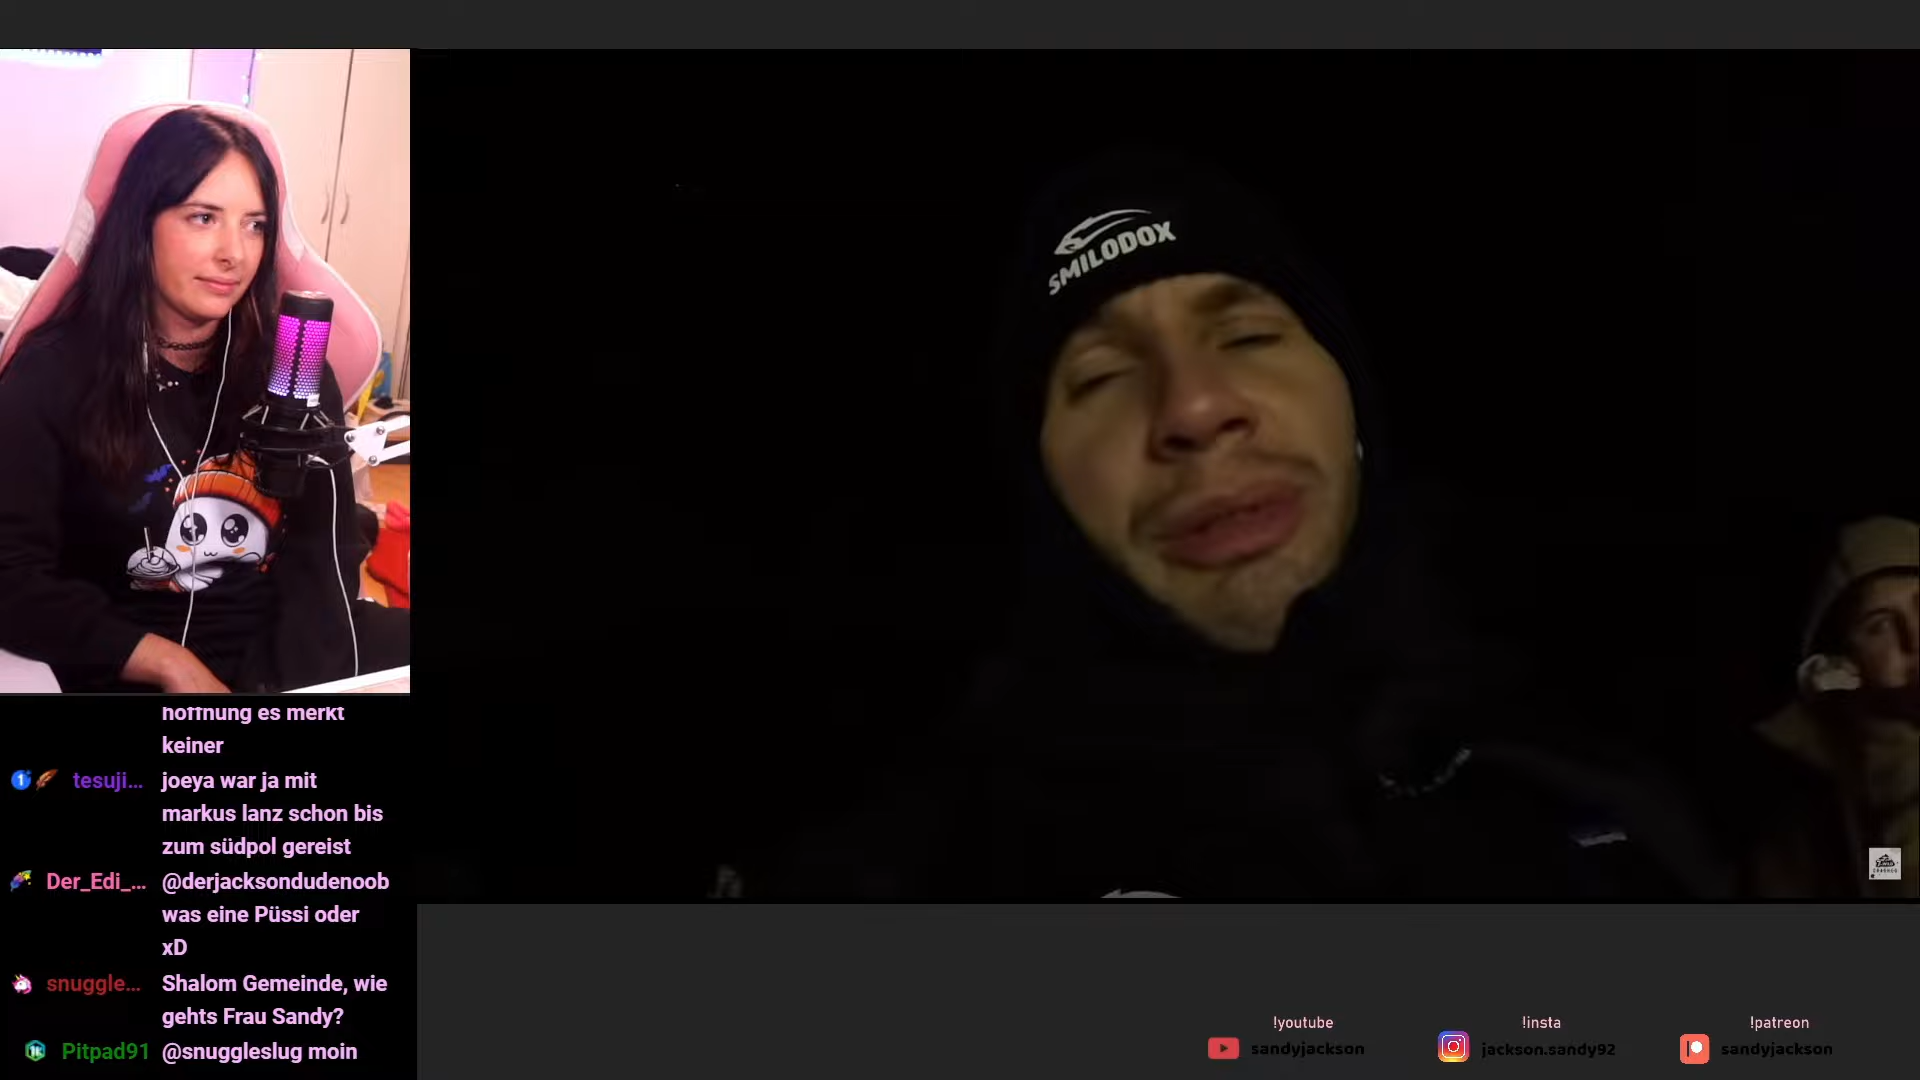 SMILODOX
hoffnung es merkt
keiner
tesuji... joeya war ja mit
markus lanz schon bis
zum südpol gereist
Der_Edi_... @derjacksondudenoob
was eine Püssi oder
xD
snuggle... Shalom Gemeinde, wie
gehts Frau Sandy?
Pitpad91 @snuggleslug moin
!youtube
sandyjackson
!insta
jackson.sandy92
!patreon
sandyjackson